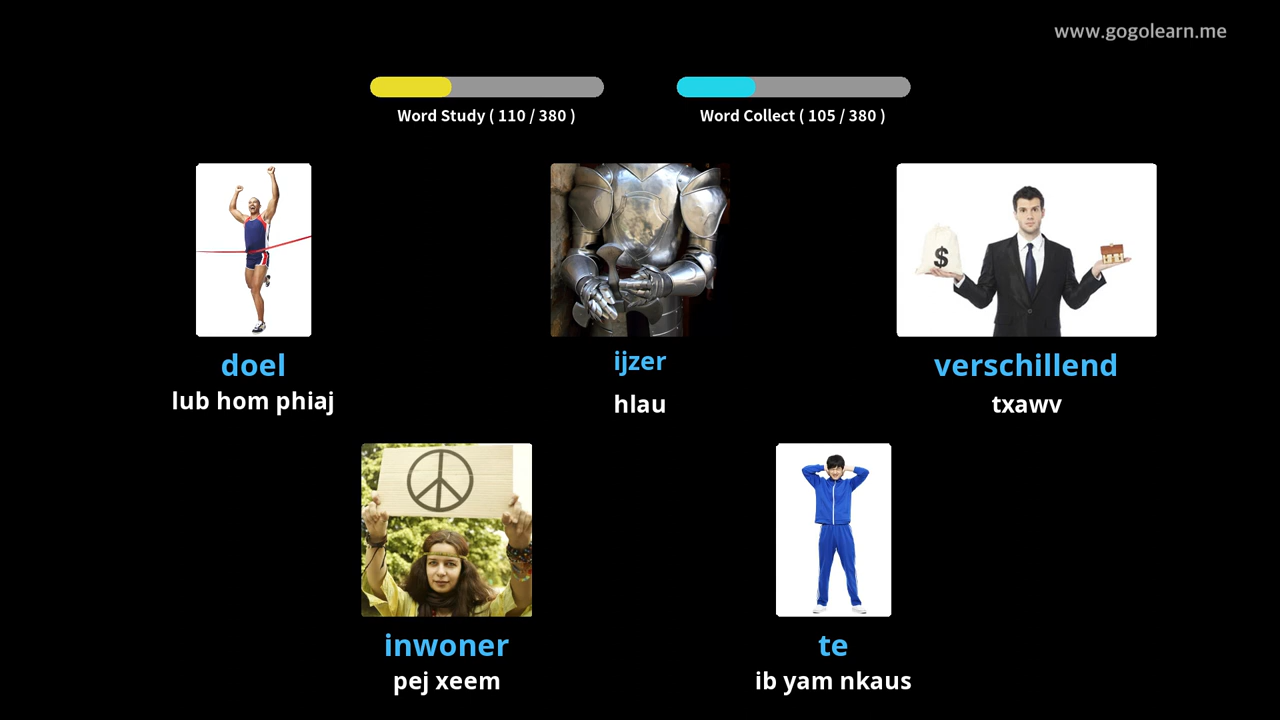 www.gogolearn.me
Word Study ( 110 / 380 )
Word Collect ( 105 / 380 )
$
doel
lub hom phiaj
ijzer
hlau
verschillend
txawv
inwoner
pej xeem
te
ib yam nkaus